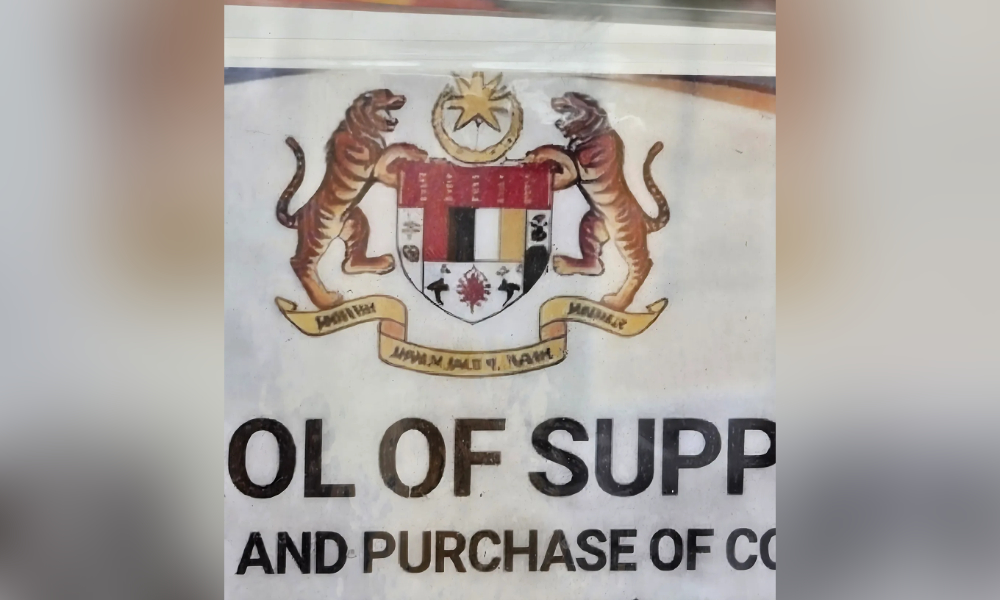 OL OF SUPP
AND PURCHASE OF CO